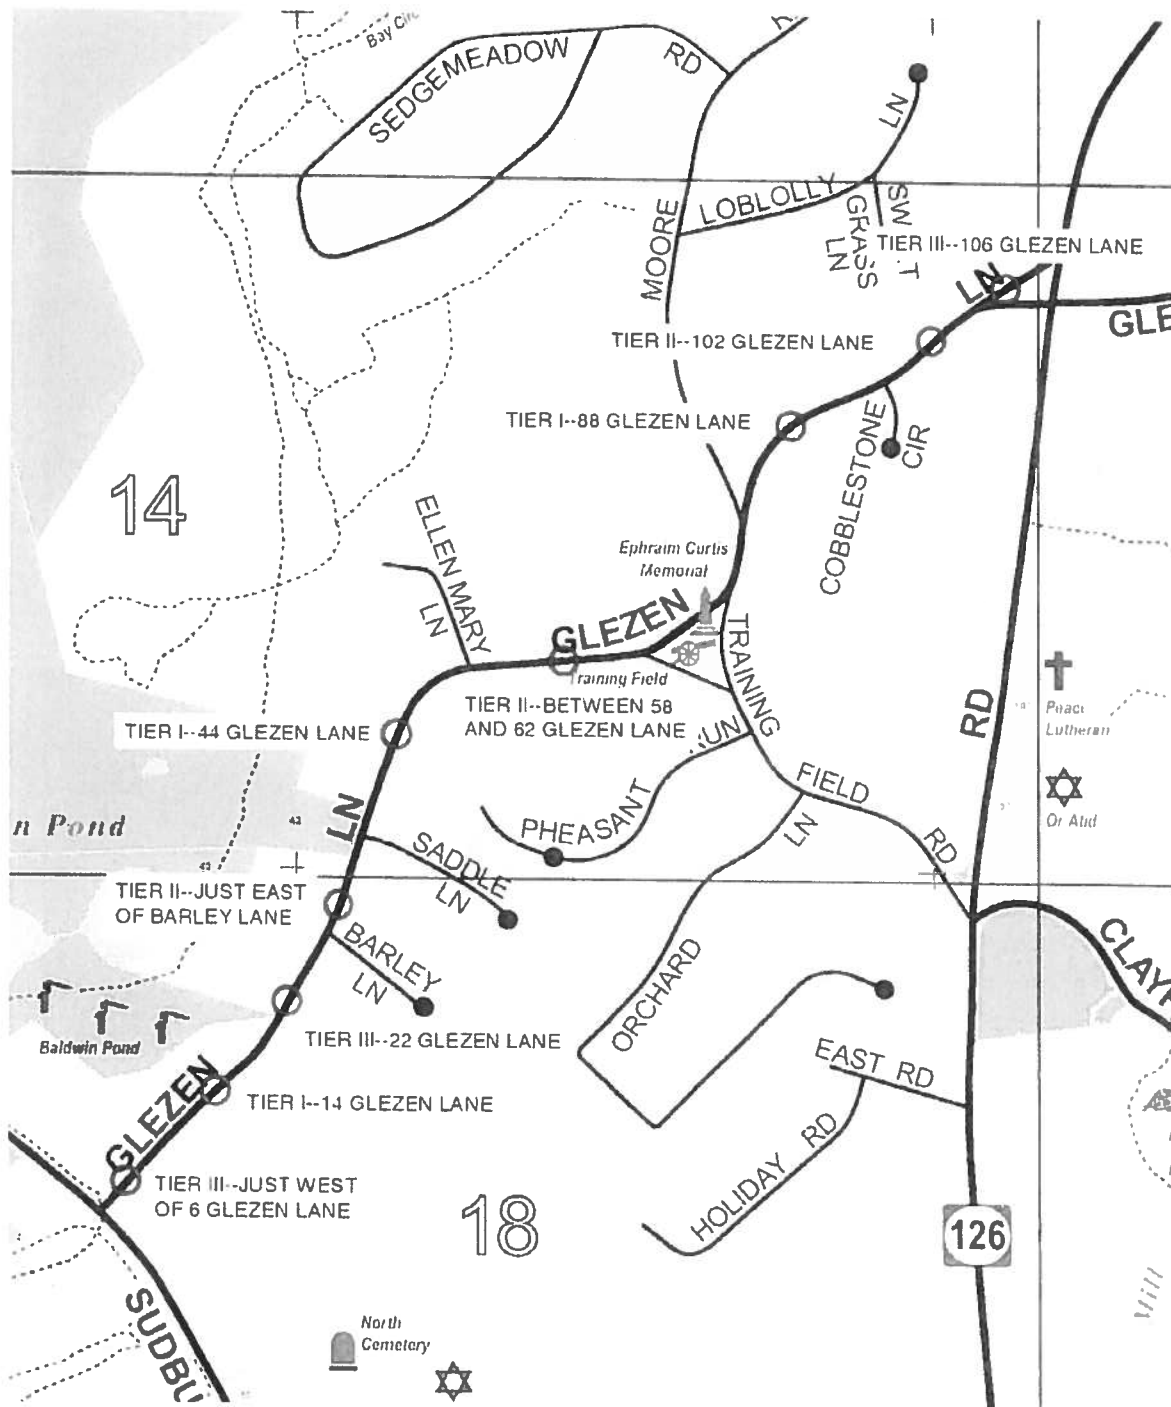 Bay Circ
SEDGEMEADOW
RD
LN
LOBLOLLY
MOORE
GRASS
LN
TIER III--106 GLEZEN LANE
LN
GLE
TIER II--102 GLEZEN LANE
TIER I--88 GLEZEN LANE
COBBLESTONE
CIR
14
ELLEN MARY
LN
Ephraim Curtis
Memorial
GLEZEN
TRAINING
Training Field
TIER II--BETWEEN 58
AND 62 GLEZEN LANE
TIER I--44 GLEZEN LANE
RD
Peace
Lutheran
FIELD
RD
Or Atid
PHEASANT
LN
LN
n Pond
43
SADDLE
LN
TIER II--JUST EAST
OF BARLEY LANE
BARLEY
LN
CLAYP
ORCHARD
Baldwin Pond
TIER III--22 GLEZEN LANE
EAST RD
GLEZEN
TIER I--14 GLEZEN LANE
HOLIDAY RD
TIER III--JUST WEST
OF 6 GLEZEN LANE
18
126
SUDBU
North
Cemetery